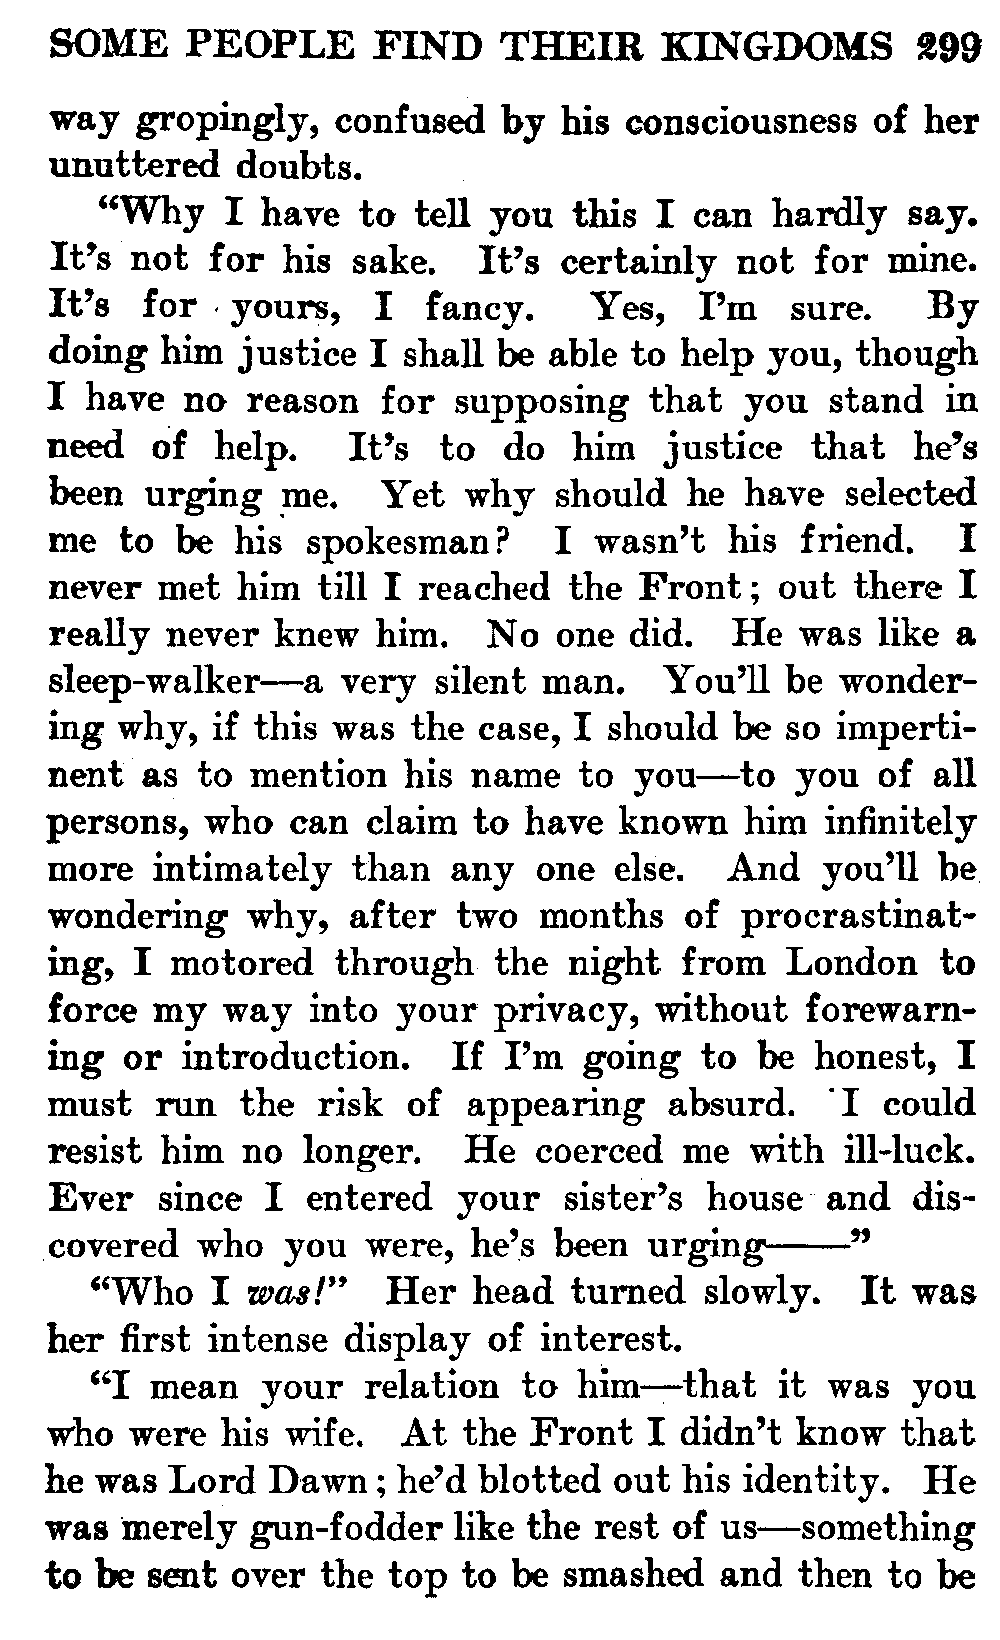 SOME PEOPLE FIND THEIR KINGDOMS 299
way gropingly, confused by his consciousness of her
unuttered doubts.
“Why I have to tell you this I can hardly say.
It’s not for his sake. It’s certainly not for mine.
It’s for yours, I fancy. Yes, I’m sure. By
doing him justice I shall be able to help you, though
I have no reason for supposing that you stand in
need of help. It’s to do him justice that he’s
been urging me. Yet why should he have selected
me to be his spokesman? I wasn’t his friend. I
never met him till I reached the Front; out there I
really never knew him. No one did. He was like a
sleep-walker—a very silent man. You’ll be wonder-
ing why, if this was the case, I should be so imperti-
nent as to mention his name to you—to you of all
persons, who can claim to have known him infinitely
more intimately than any one else. And you’ll be
wondering why, after two months of procrastinat-
ing, I motored through the night from London to
force my way into your privacy, without forewarn-
ing or introduction. If I’m going to be honest, I
must run the risk of appearing absurd. I could
resist him no longer. He coerced me with ill-luck.
Ever since I entered your sister’s house and dis-
covered who you were, he’s been urging——”
“Who I was!” Her head turned slowly. It was
her first intense display of interest.
“I mean your relation to him—that it was you
who were his wife. At the Front I didn’t know that
he was Lord Dawn; he’d blotted out his identity. He
was merely gun-fodder like the rest of us—something
to be sent over the top to be smashed and then to be